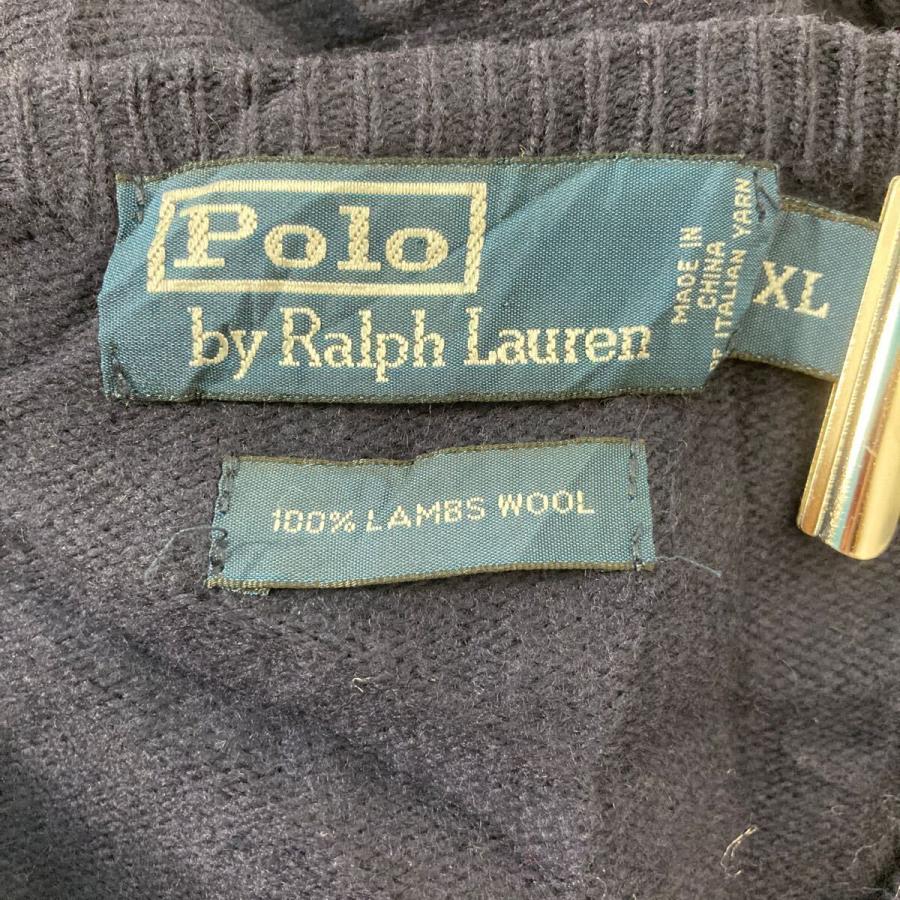 Polo
by Ralph Lauren
MADE IN
CHINA
OF ITALIAN YARN
XL
100% LAMBS WOOL